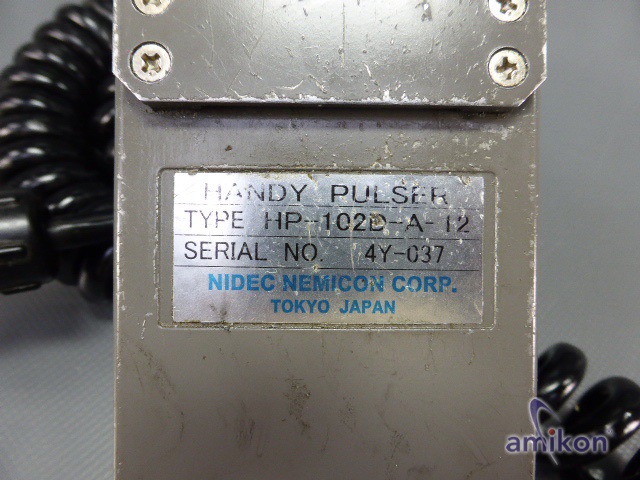 HANDY PULSER
TYPE HP-102D-A-12
SERIAL NO. 4Y-037
NIDEC NEMICON CORP.
TOKYO JAPAN
amikon